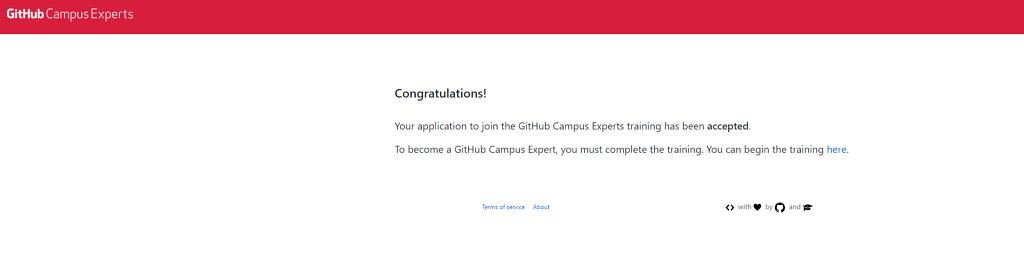 GitHub Campus Experts
Congratulations!
Your application to join the GitHub Campus Experts training has been accepted.
To become a GitHub Campus Expert, you must complete the training. You can begin the training here.
Terms of service About
with by and